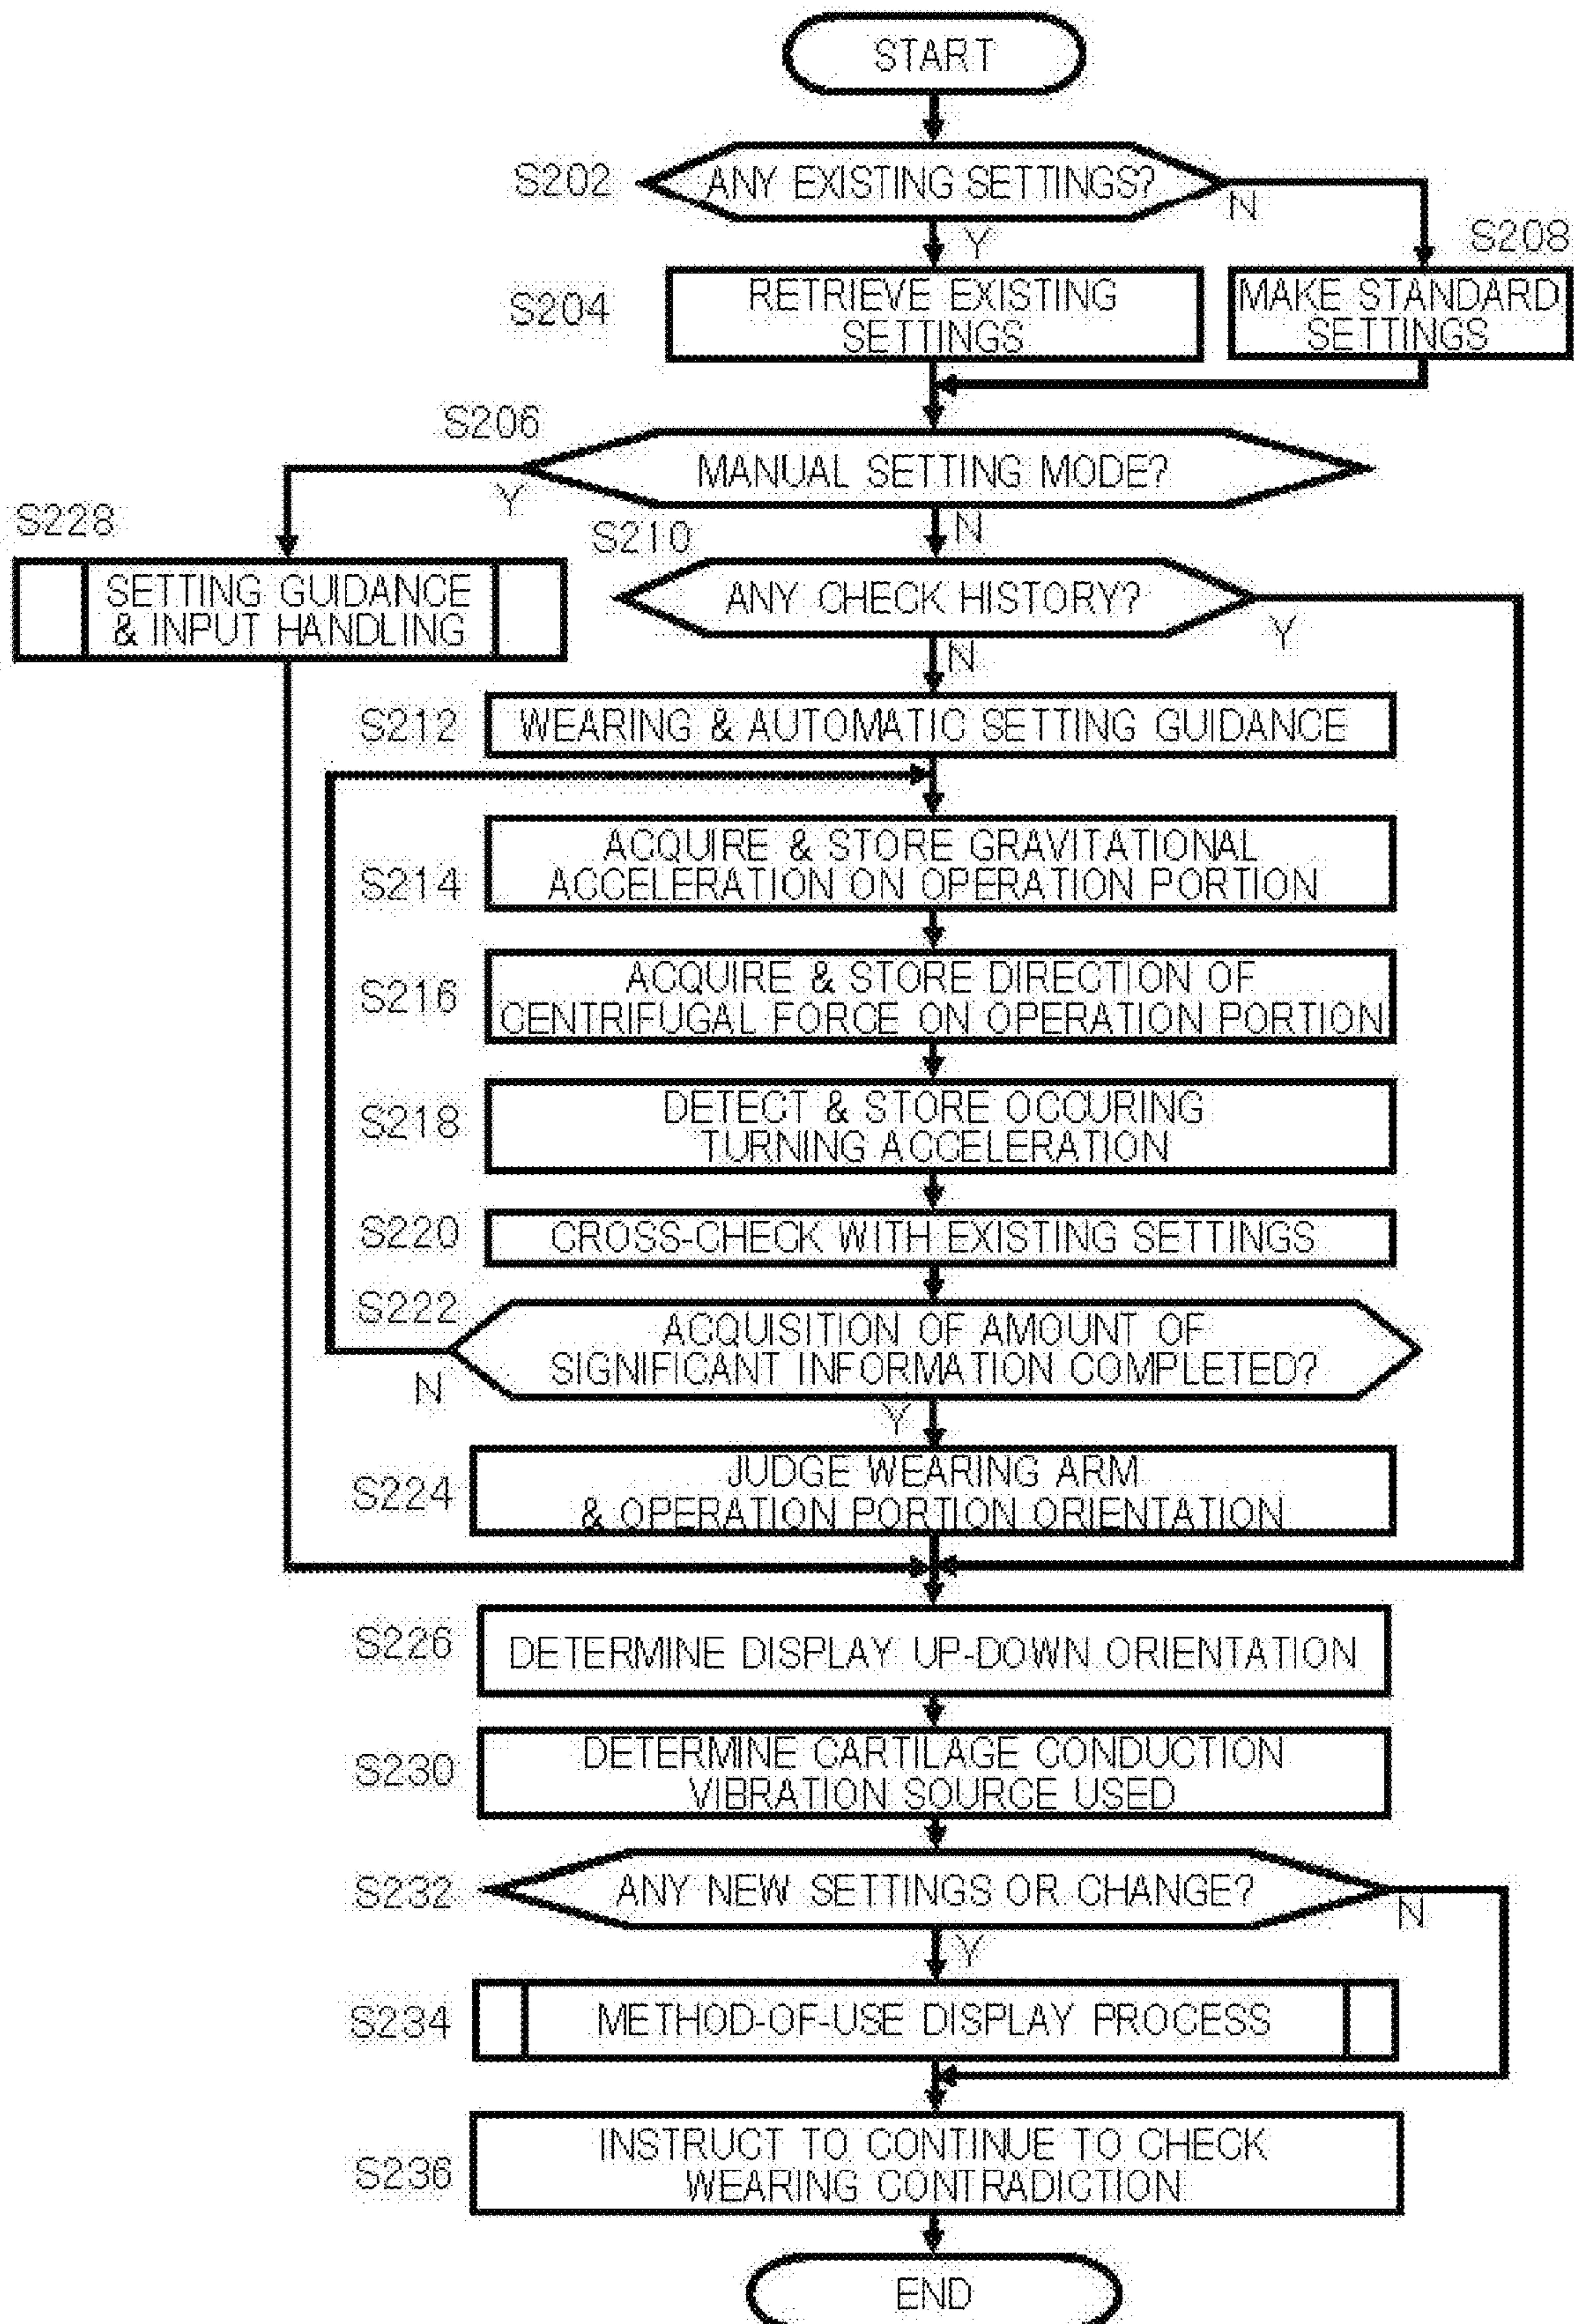 START
S202
ANY EXISTING SETTINGS?
N
Y
S208
S204
RETRIEVE EXISTING
SETTINGS
MAKE STANDARD
SETTINGS
S206
MANUAL SETTING MODE?
Y
N
S228
SETTING GUIDANCE
& INPUT HANDLING
S210
ANY CHECK HISTORY?
Y
N
S212
WEARING & AUTOMATIC SETTING GUIDANCE
S214
ACQUIRE & STORE GRAVITATIONAL
ACCELERATION ON OPERATION PORTION
S216
ACQUIRE & STORE DIRECTION OF
CENTRIFUGAL FORCE ON OPERATION PORTION
S218
DETECT & STORE OCCURING
TURNING ACCELERATION
S220
CROSS-CHECK WITH EXISTING SETTINGS
S222
ACQUISITION OF AMOUNT OF
SIGNIFICANT INFORMATION COMPLETED?
N
Y
S224
JUDGE WEARING ARM
& OPERATION PORTION ORIENTATION
S226
DETERMINE DISPLAY UP-DOWN ORIENTATION
S230
DETERMINE CARTILAGE CONDUCTION
VIBRATION SOURCE USED
S232
ANY NEW SETTINGS OR CHANGE?
N
Y
S234
METHOD-OF-USE DISPLAY PROCESS
S236
INSTRUCT TO CONTINUE TO CHECK
WEARING CONTRADICTION
END